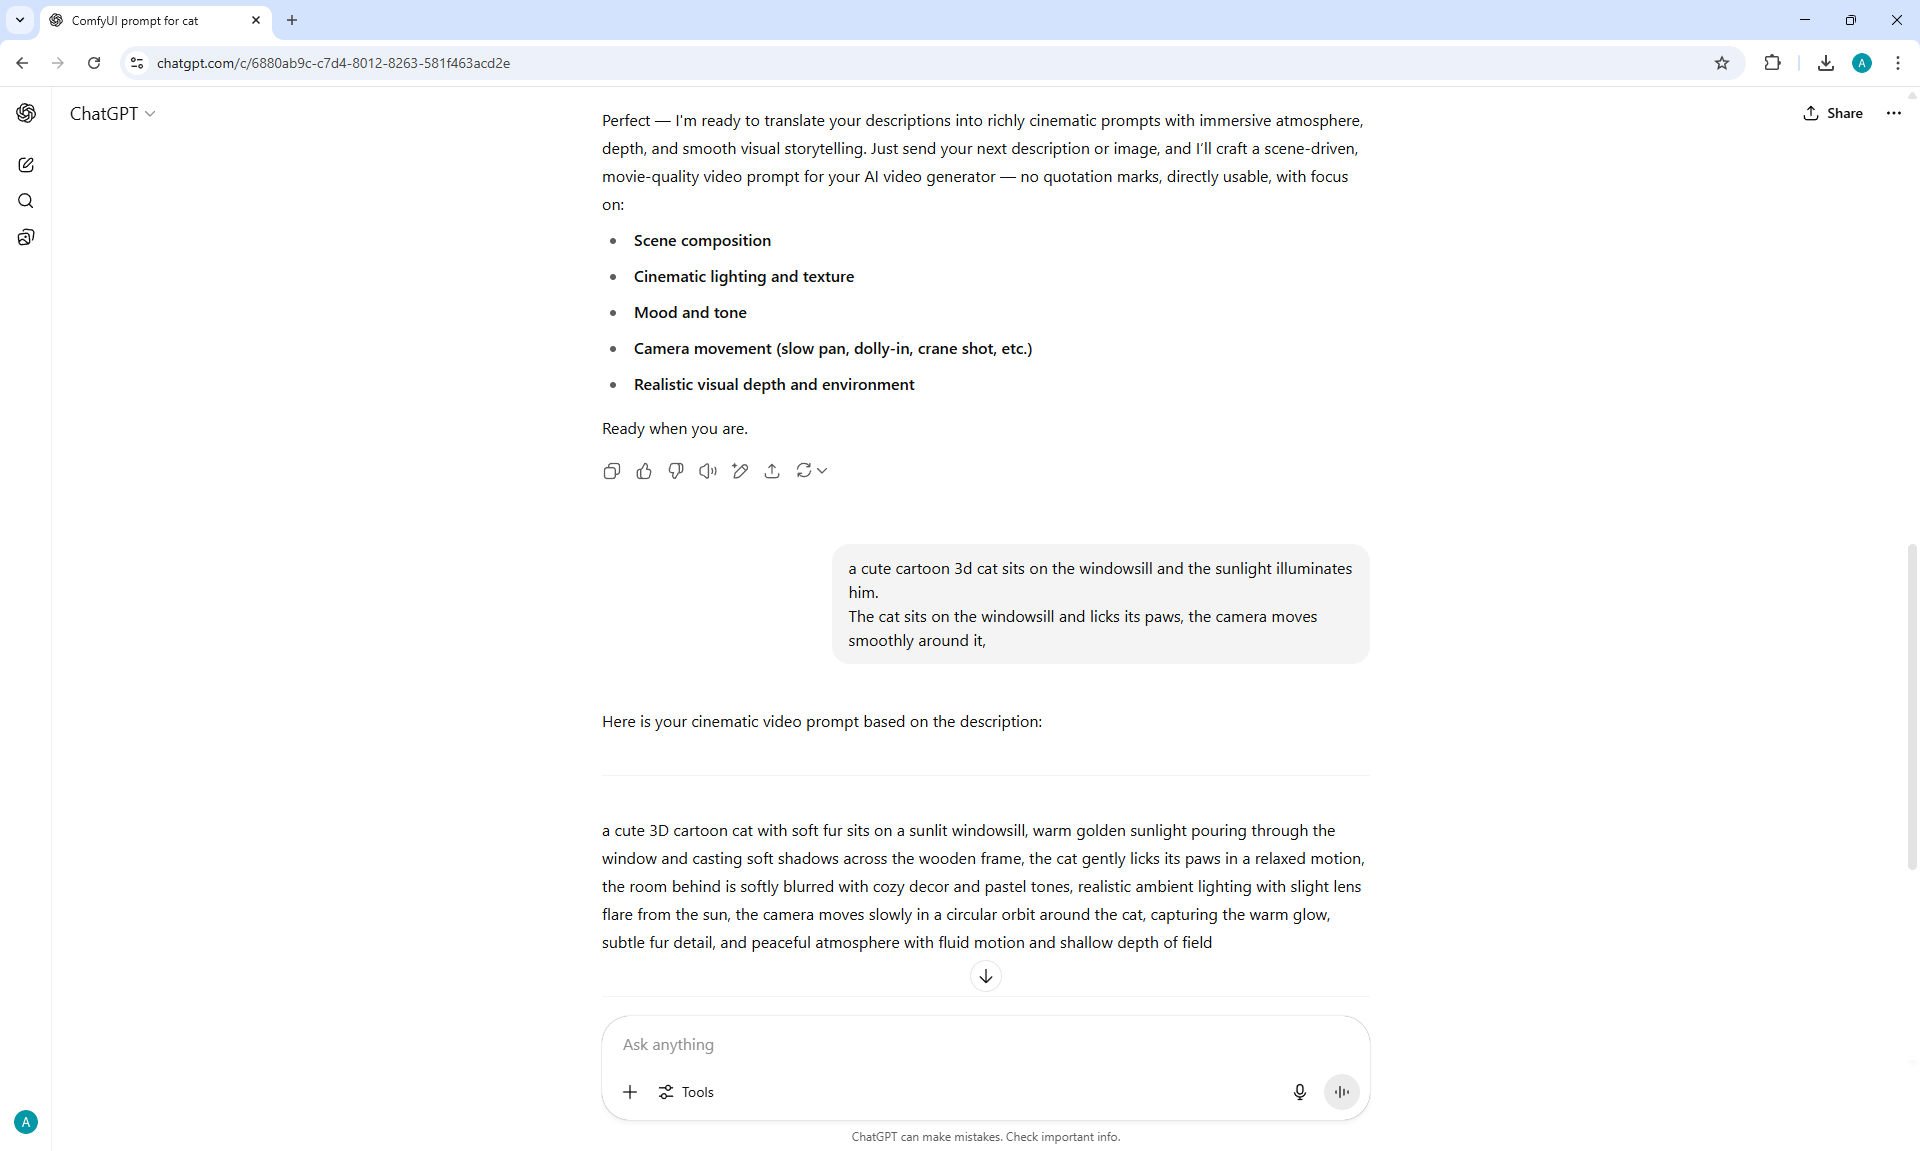 ComfyUI prompt for cat
chatgpt.com/c/6880ab9c-c7d4-8012-8263-581f463acd2e
A
ChatGPT
Share
Perfect — I'm ready to translate your descriptions into richly cinematic prompts with immersive atmosphere,
depth, and smooth visual storytelling. Just send your next description or image, and I'll craft a scene-driven,
movie-quality video prompt for your AI video generator — no quotation marks, directly usable, with focus
on:
• Scene composition
• Cinematic lighting and texture
• Mood and tone
• Camera movement (slow pan, dolly-in, crane shot, etc.)
• Realistic visual depth and environment
Ready when you are.
a cute cartoon 3d cat sits on the windowsill and the sunlight illuminates
him.
The cat sits on the windowsill and licks its paws, the camera moves
smoothly around it,
Here is your cinematic video prompt based on the description:
a cute 3D cartoon cat with soft fur sits on a sunlit windowsill, warm golden sunlight pouring through the
window and casting soft shadows across the wooden frame, the cat gently licks its paws in a relaxed motion,
the room behind is softly blurred with cozy decor and pastel tones, realistic ambient lighting with slight lens
flare from the sun, the camera moves slowly in a circular orbit around the cat, capturing the warm glow,
subtle fur detail, and peaceful atmosphere with fluid motion and shallow depth of field
Ask anything
Tools
A
ChatGPT can make mistakes. Check important info.